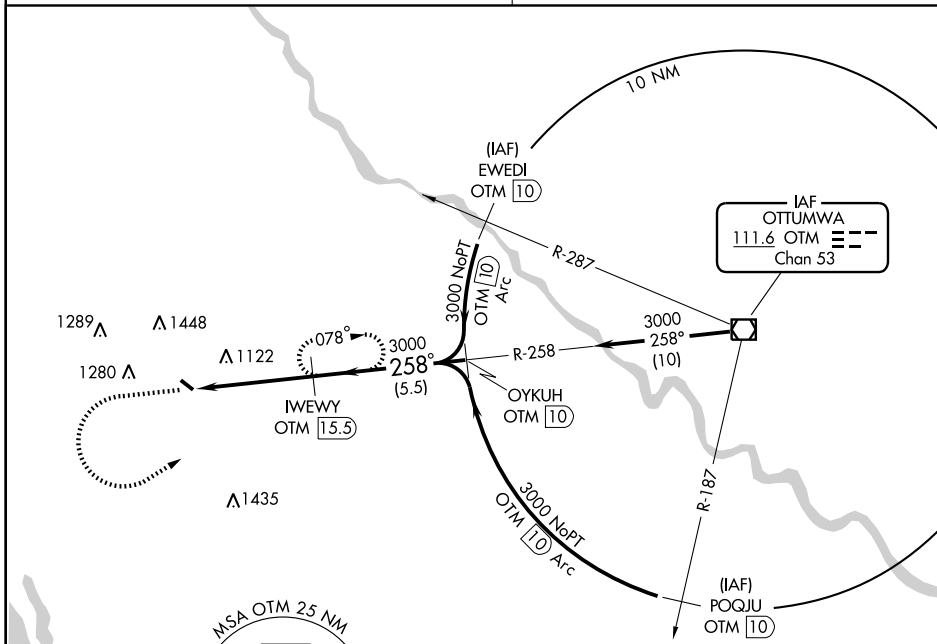 10 NM
(IAF)
EWEDI
OTM 10
IAF
OTTUMWA
111.6 OTM
Chan 53
R-287
3000 NoPT
OTM 10
Arc
1289
1448
078°
3000
258°
(5.5)
R-258
3000
258°
(10)
1280
1122
OYKUH
OTM 10
IWEWY
OTM 15.5
1435
R-187
3000 NoPT
OTM 10 Arc
(IAF)
POQJU
OTM 10
MSA OTM 25 NM